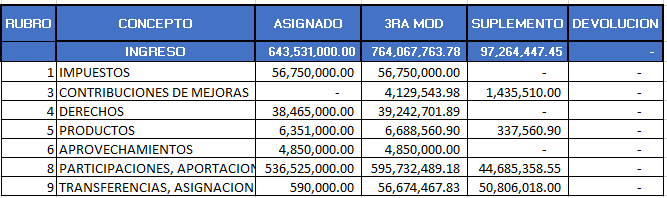 RUBRO CONCEPTO ASIGNADO 3RA MOD SUPLEMENTO DEVOLUCION
INGRESO 643,531,000.00 764,067,763.78 97,264,447.45 -
1 IMPUESTOS 56,750,000.00 56,750,000.00 - -
3 CONTRIBUCIONES DE MEJORAS - 4,129,543.98 1,435,510.00 -
4 DERECHOS 38,465,000.00 39,242,701.89 - -
5 PRODUCTOS 6,351,000.00 6,688,560.90 337,560.90 -
6 APROVECHAMIENTOS 4,850,000.00 4,850,000.00 - -
8 PARTICIPACIONES, APORTACION 536,525,000.00 595,732,489.18 44,685,358.55 -
9 TRANSFERENCIAS, ASIGNACION 590,000.00 56,674,467.83 50,806,018.00 -